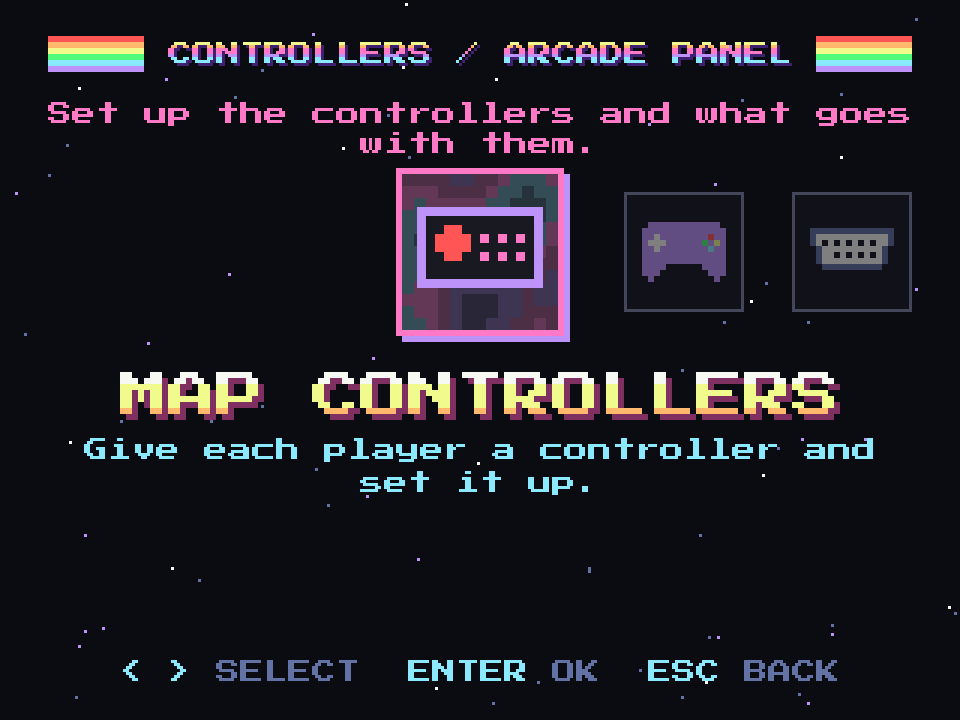 CONTROLLERS / ARCADE PANEL
Set up the controllers and what goes
with them.
MAP CONTROLLERS
Give each player a controller and
set it up.
< > SELECT ENTER OK ESC BACK